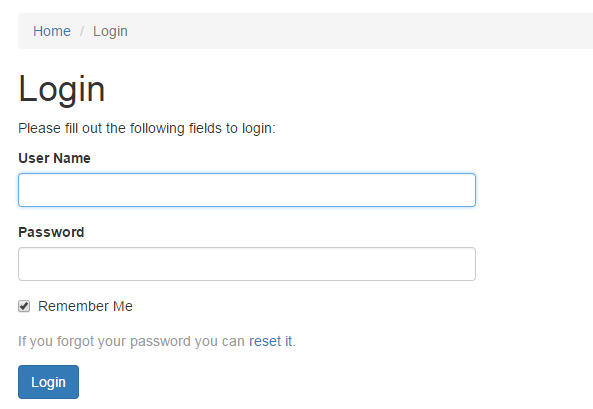 Home / Login
Login
Please fill out the following fields to login:
User Name
Password
Remember Me
If you forgot your password you can reset it.
Login